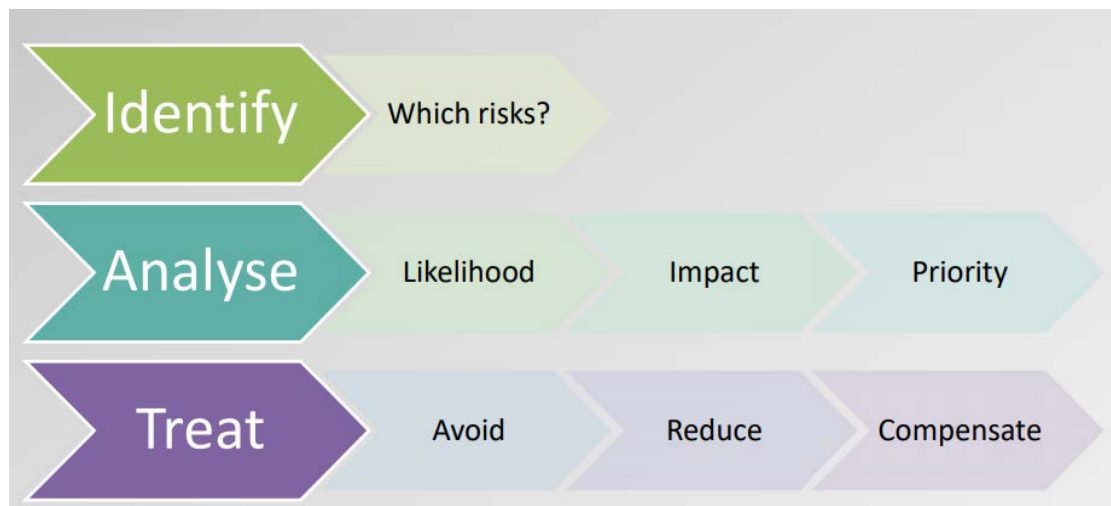 Identify
Which risks?
Analyse
Likelihood
Impact
Priority
Treat
Avoid
Reduce
Compensate